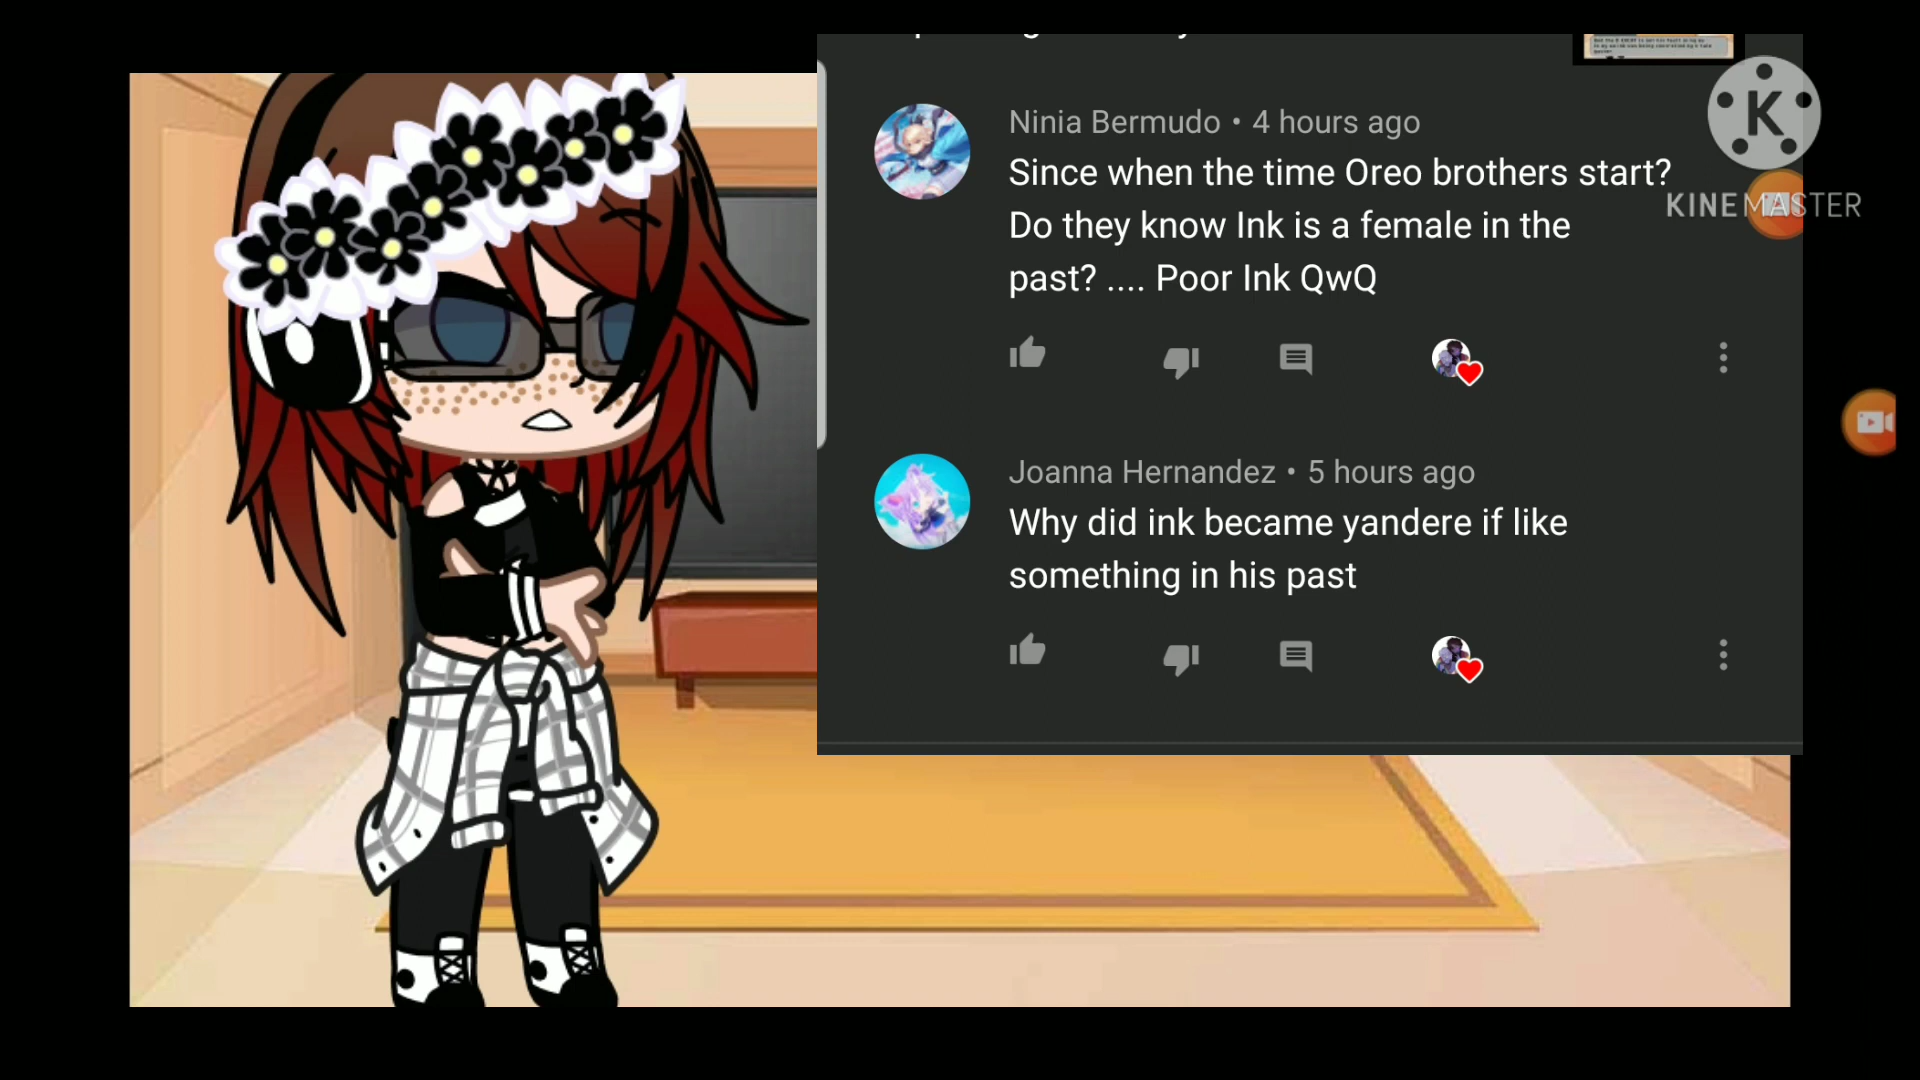 Ninia Bermudo • 4 hours ago
Since when the time Oreo brothers start?
Do they know Ink is a female in the
past? .... Poor Ink QwQ
K
KINEMASTER
Joanna Hernandez • 5 hours ago
Why did ink became yandere if like
something in his past